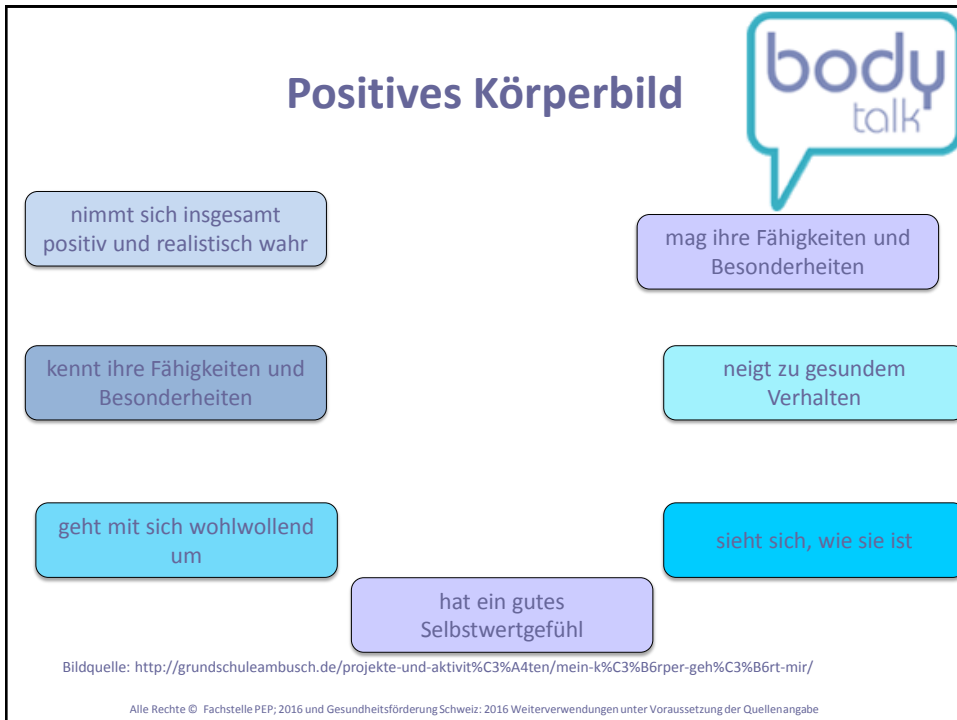 Positives Körperbild
body
talk
nimmt sich insgesamt
positiv und realistisch wahr
mag ihre Fähigkeiten und
Besonderheiten
kennt ihre Fähigkeiten und
Besonderheiten
neigt zu gesundem
Verhalten
geht mit sich wohlwollend
um
sieht sich, wie sie ist
hat ein gutes
Selbstwertgefühl
Bildquelle: http://grundschuleambusch.de/projekte-und-aktivit%C3%A4ten/mein-k%C3%B6rper-geh%C3%B6rt-mir/
Alle Rechte © Fachstelle PEP; 2016 und Gesundheitsförderung Schweiz: 2016 Weiterverwendungen unter Voraussetzung der Quellenangabe